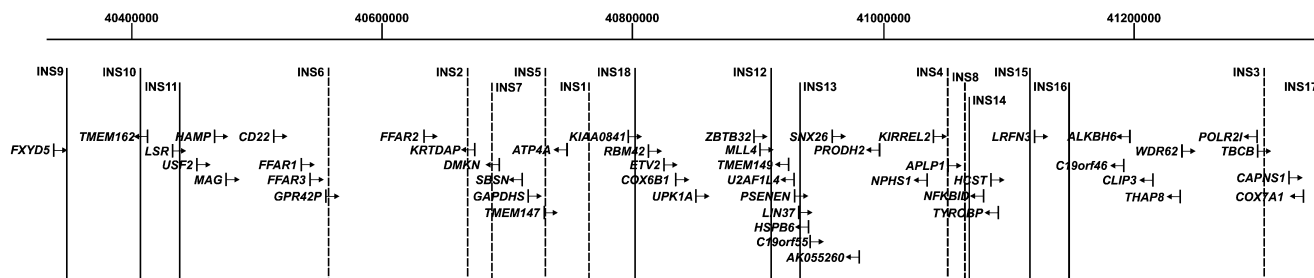 40400000 40600000 40800000 41000000 41200000
INS9 INS10 INS6 INS2 INS5 INS18 INS12 INS4 INS15 INS3
INS8
INS11 INS7 INS1 INS13 INS16 INS17
INS14
TMEM162 HAMP CD22 FFAR2 KIAA0841 ZBTB32 SNX26 KIRREL2 LRFN3 ALKBH6 POLR2I
FXYD5 LSR KRTDAP ATP4A RBM42 MLL4 PRODH2 WDR62 TBCB
USF2 FFAR1 DMKN ETV2 TMEM149 APLP1 C19orf46
MAG FFAR3 SBSN COX6B1 U2AF1L4 NPHS1 HCST CLIP3 CAPNS1
GPR42P GAPDHS UPK1A PSENEN NFKBID THAP8 COX7A1
TMEM147 LIN37 TYROBP
HSPB6
C19orf55
AK055260